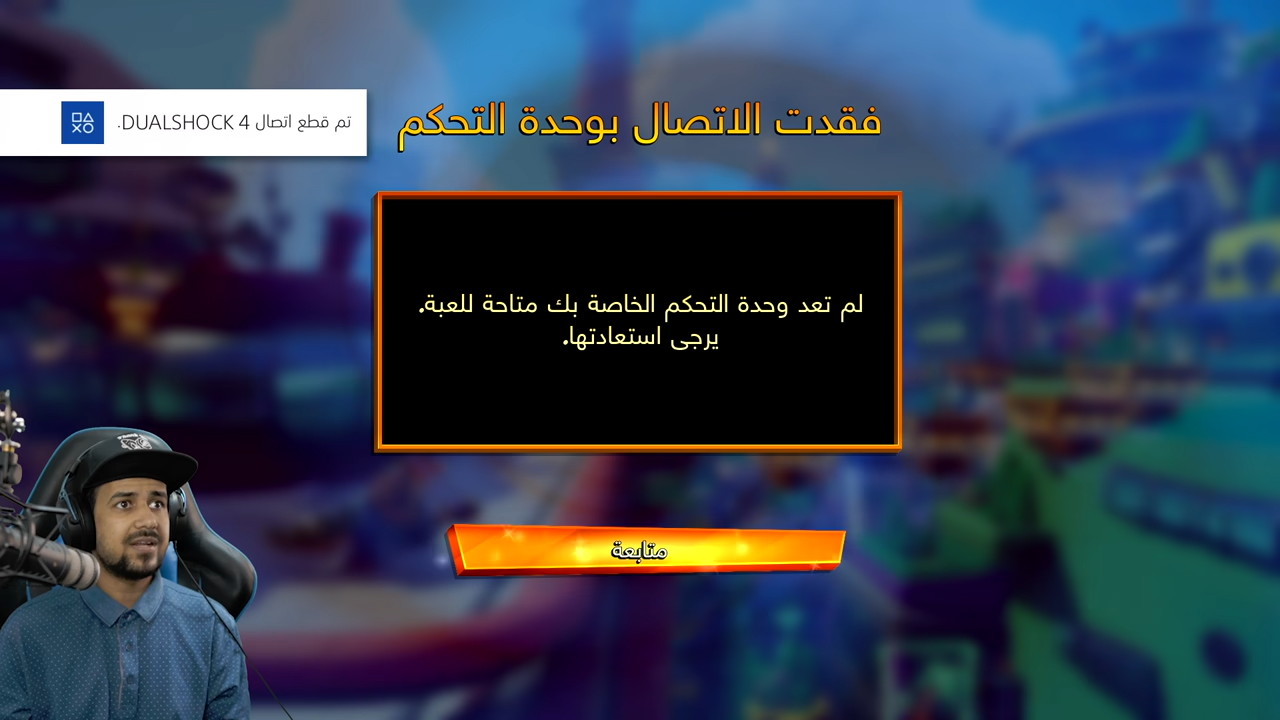 تم قطع اتصال DUALSHOCK 4.
فقدت الاتصال بوحدة التحكم
لم تعد وحدة التحكم الخاصة بك متاحة للعبة.
يرجى استعادتها.
متابعة